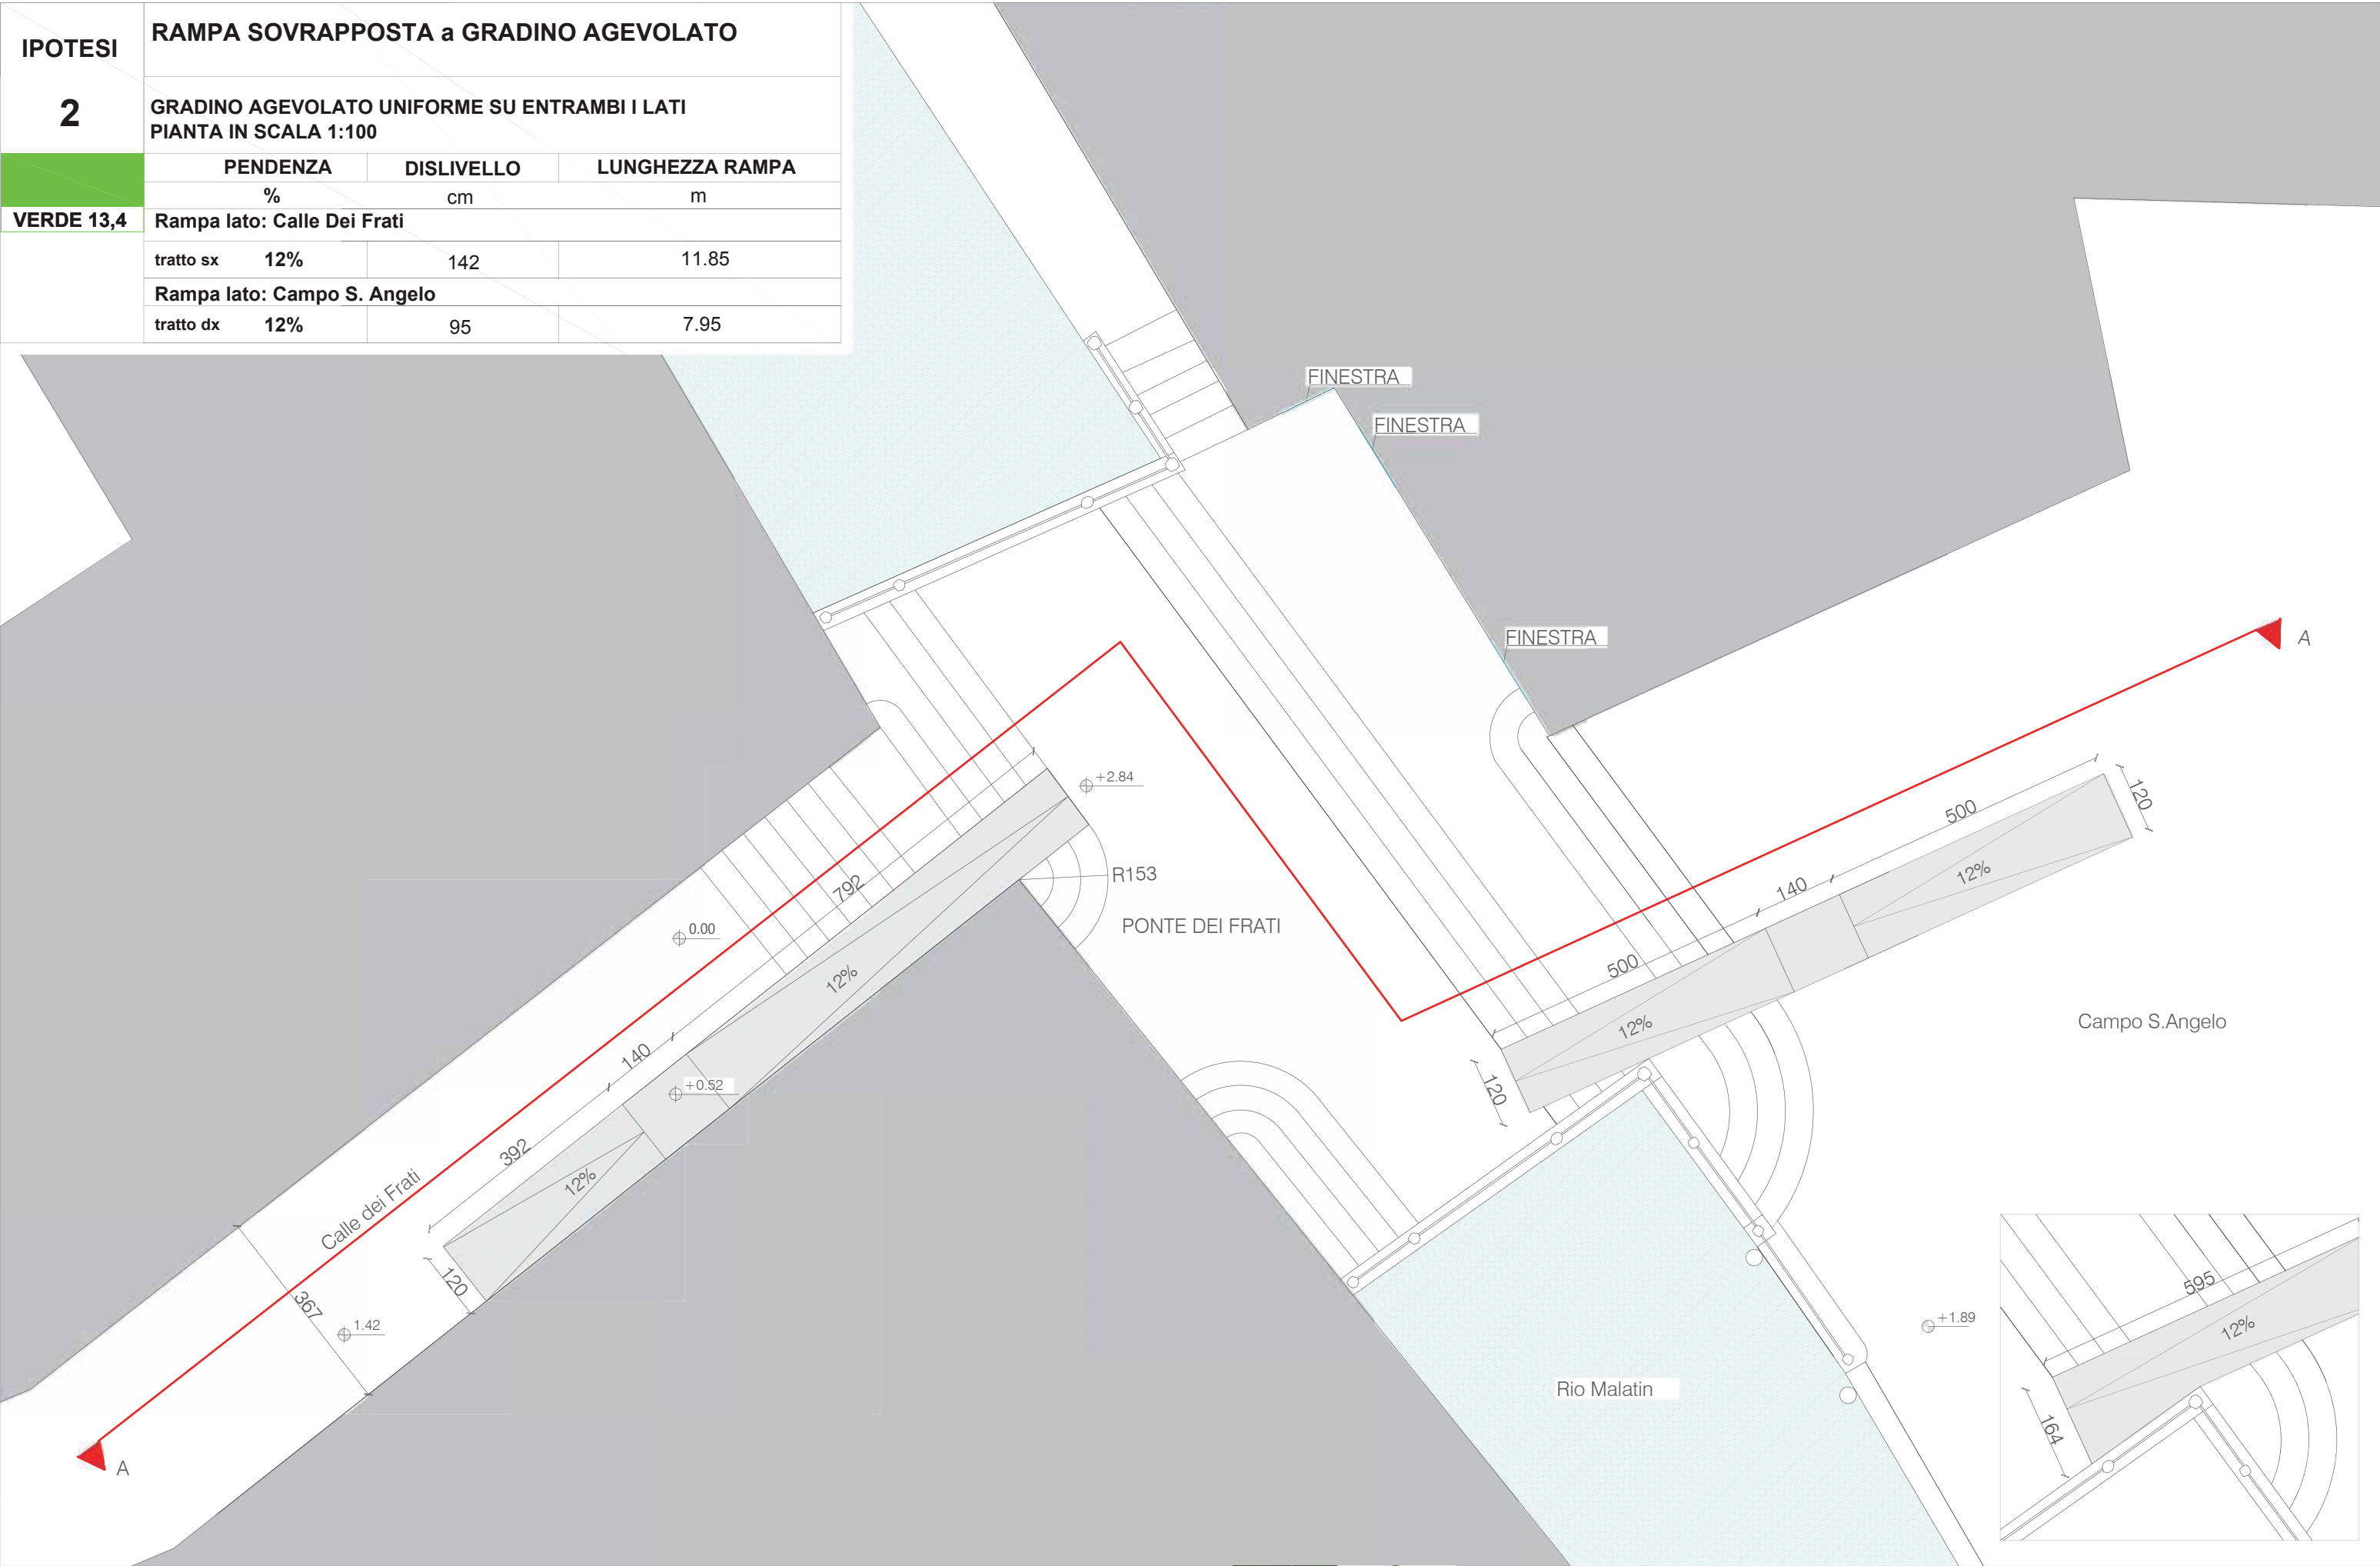 IPOTESI
2
VERDE 13,4
RAMPA SOVRAPPOSTA a GRADINO AGEVOLATO
GRADINO AGEVOLATO UNIFORME SU ENTRAMBI I LATI
PIANTA IN SCALA 1:100
PENDENZA DISLIVELLO LUNGHEZZA RAMPA
% cm m
Rampa lato: Calle Dei Frati
tratto sx 12% 142 11.85
Rampa lato: Campo S. Angelo
tratto dx 12% 95 7.95
FINESTRA
FINESTRA
FINESTRA
A
+2.84
500
120
R153
792
12%
140
PONTE DEI FRATI
0.00
12%
500
12%
Campo S.Angelo
140
+0.52
120
392
12%
Calle dei Frati
120
367
1.42
+1.89
Rio Malatin
A
595
12%
164